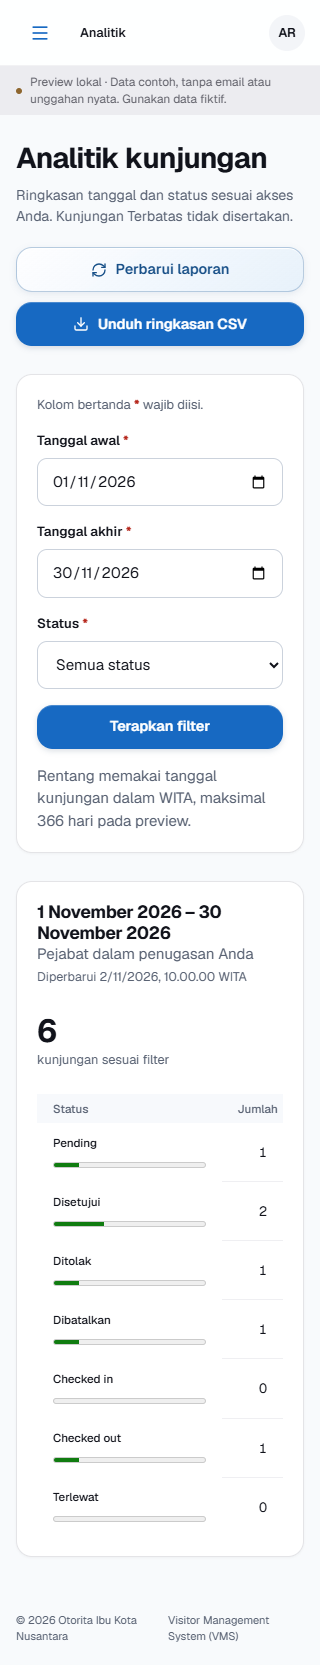 Analitik
AR
Preview lokal · Data contoh, tanpa email atau
unggahan nyata. Gunakan data fiktif.
Analitik kunjungan
Ringkasan tanggal dan status sesuai akses
Anda. Kunjungan Terbatas tidak disertakan.
Perbarui laporan
Unduh ringkasan CSV
Kolom bertanda * wajib diisi.
Tanggal awal *
01/11/2026
Tanggal akhir *
30/11/2026
Status *
Semua status
Terapkan filter
Rentang memakai tanggal
kunjungan dalam WITA, maksimal
366 hari pada preview.
1 November 2026 – 30
November 2026
Pejabat dalam penugasan Anda
Diperbarui 2/11/2026, 10.00.00 WITA
6
kunjungan sesuai filter
Status Jumlah
Pending 1
Disetujui 2
Ditolak 1
Dibatalkan 1
Checked in 0
Checked out 1
Terlewat 0
© 2026 Otorita Ibu Kota
Nusantara
Visitor Management
System (VMS)